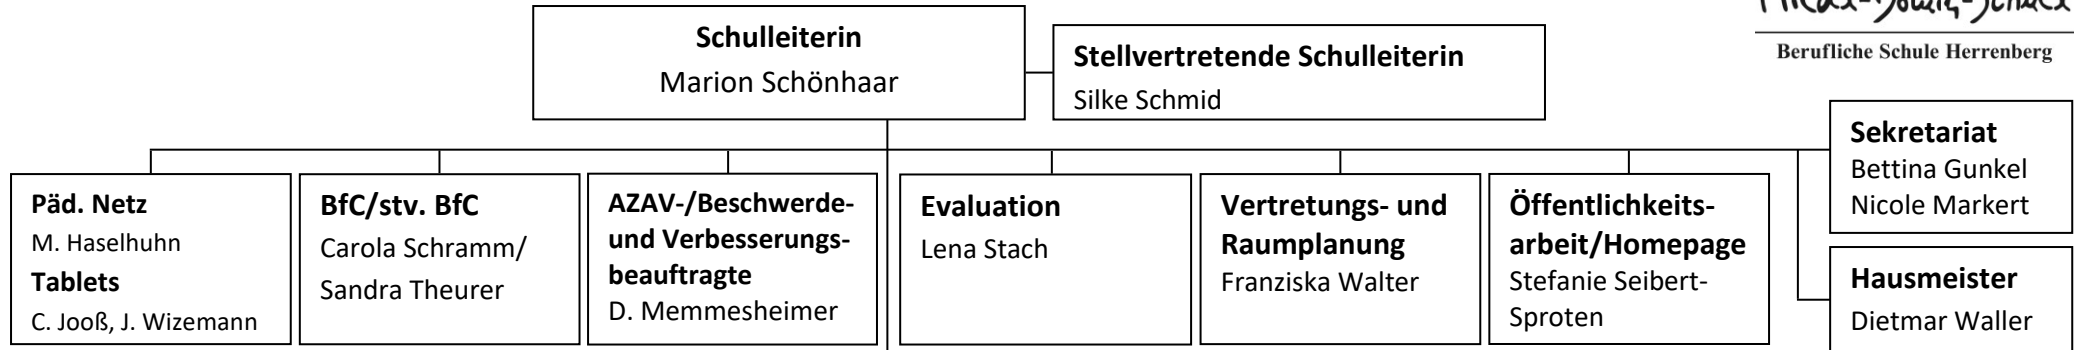 Schulleiterin
Marion Schönhaar
Stellvertretende Schulleiterin
Silke Schmid
Berufliche Schule Herrenberg
Sekretariat
Bettina Gunkel
Nicole Markert
Päd. Netz
M. Haselhuhn
Tablets
C. Jooß, J. Wizemann
BfC/stv. BfC
Carola Schramm/
Sandra Theurer
AZAV-/Beschwerde-
und Verbesserungs-
beauftragte
D. Memmesheimer
Evaluation
Lena Stach
Vertretungs- und
Raumplanung
Franziska Walter
Öffentlichkeits-
arbeit/Homepage
Stefanie Seibert-
Sproten
Hausmeister
Dietmar Waller